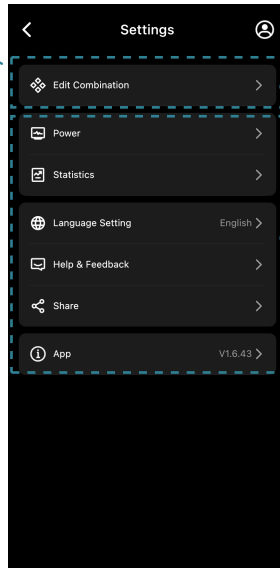 Settings
Edit Combination
Power
Statistics
Language Setting English
Help & Feedback
Share
App V1.6.43